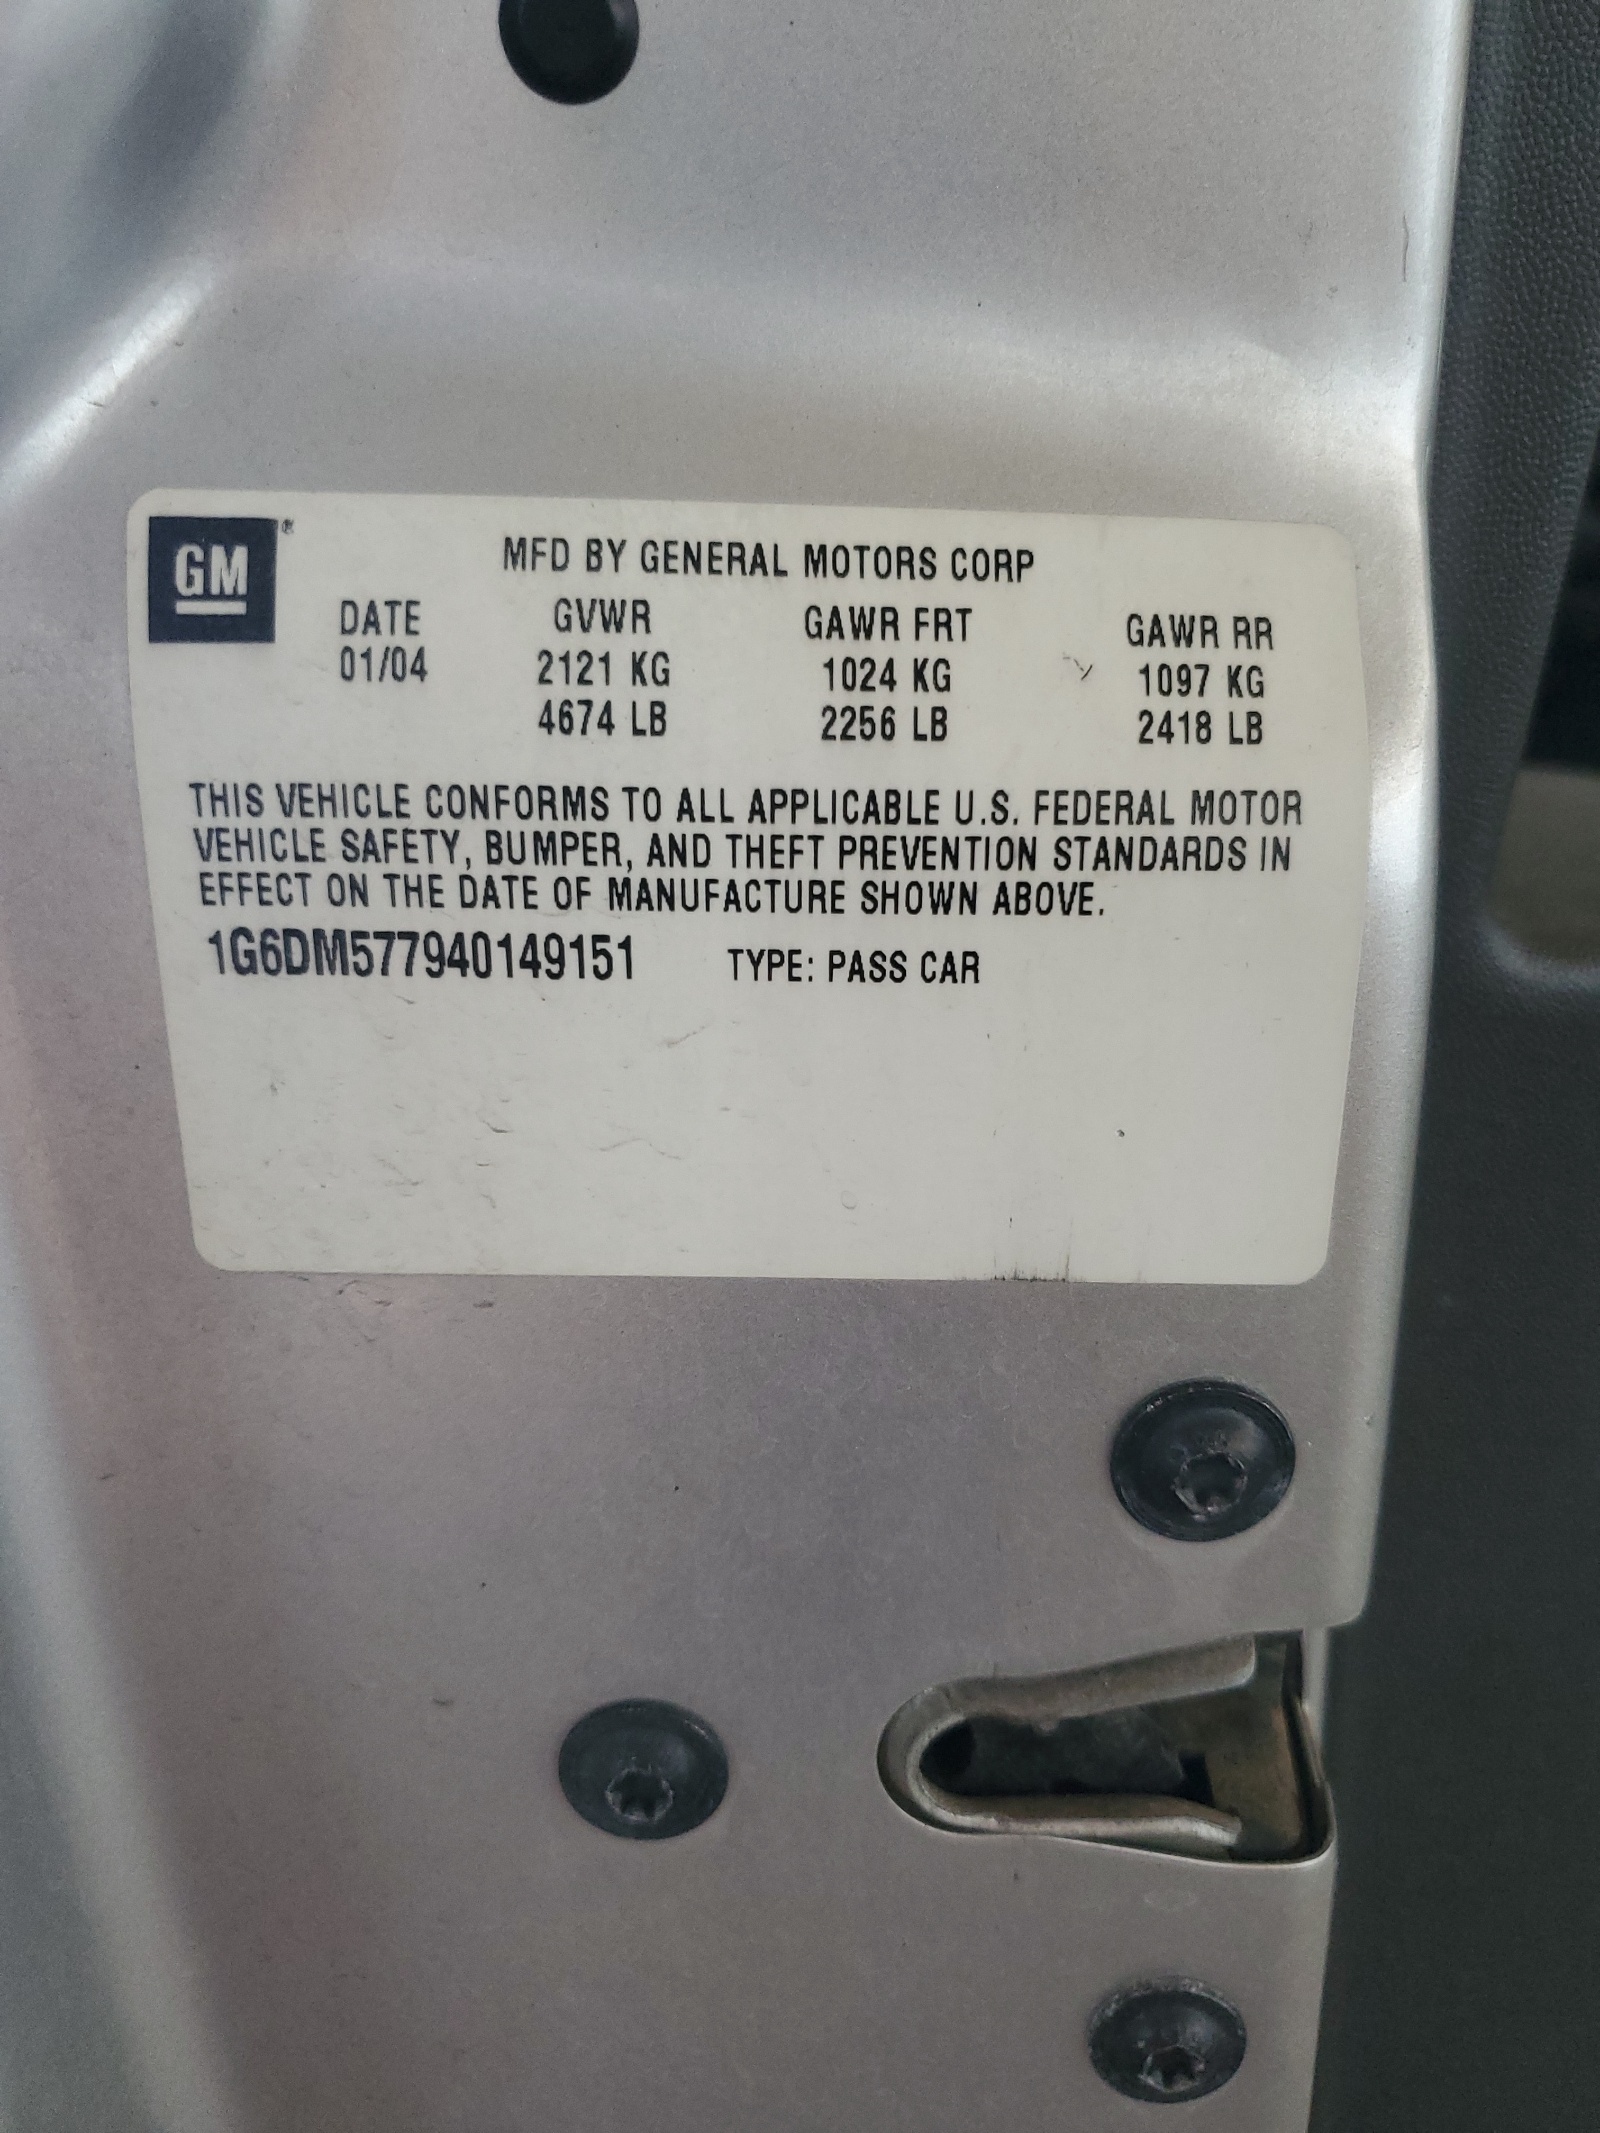 GM®
MFD BY GENERAL MOTORS CORP
DATE GVWR GAWR FRT GAWR RR
01/04 2121 KG 1024 KG 1097 KG
4674 LB 2256 LB 2418 LB
THIS VEHICLE CONFORMS TO ALL APPLICABLE U.S. FEDERAL MOTOR
VEHICLE SAFETY, BUMPER, AND THEFT PREVENTION STANDARDS IN
EFFECT ON THE DATE OF MANUFACTURE SHOWN ABOVE.
1G6DM577940149151 TYPE: PASS CAR